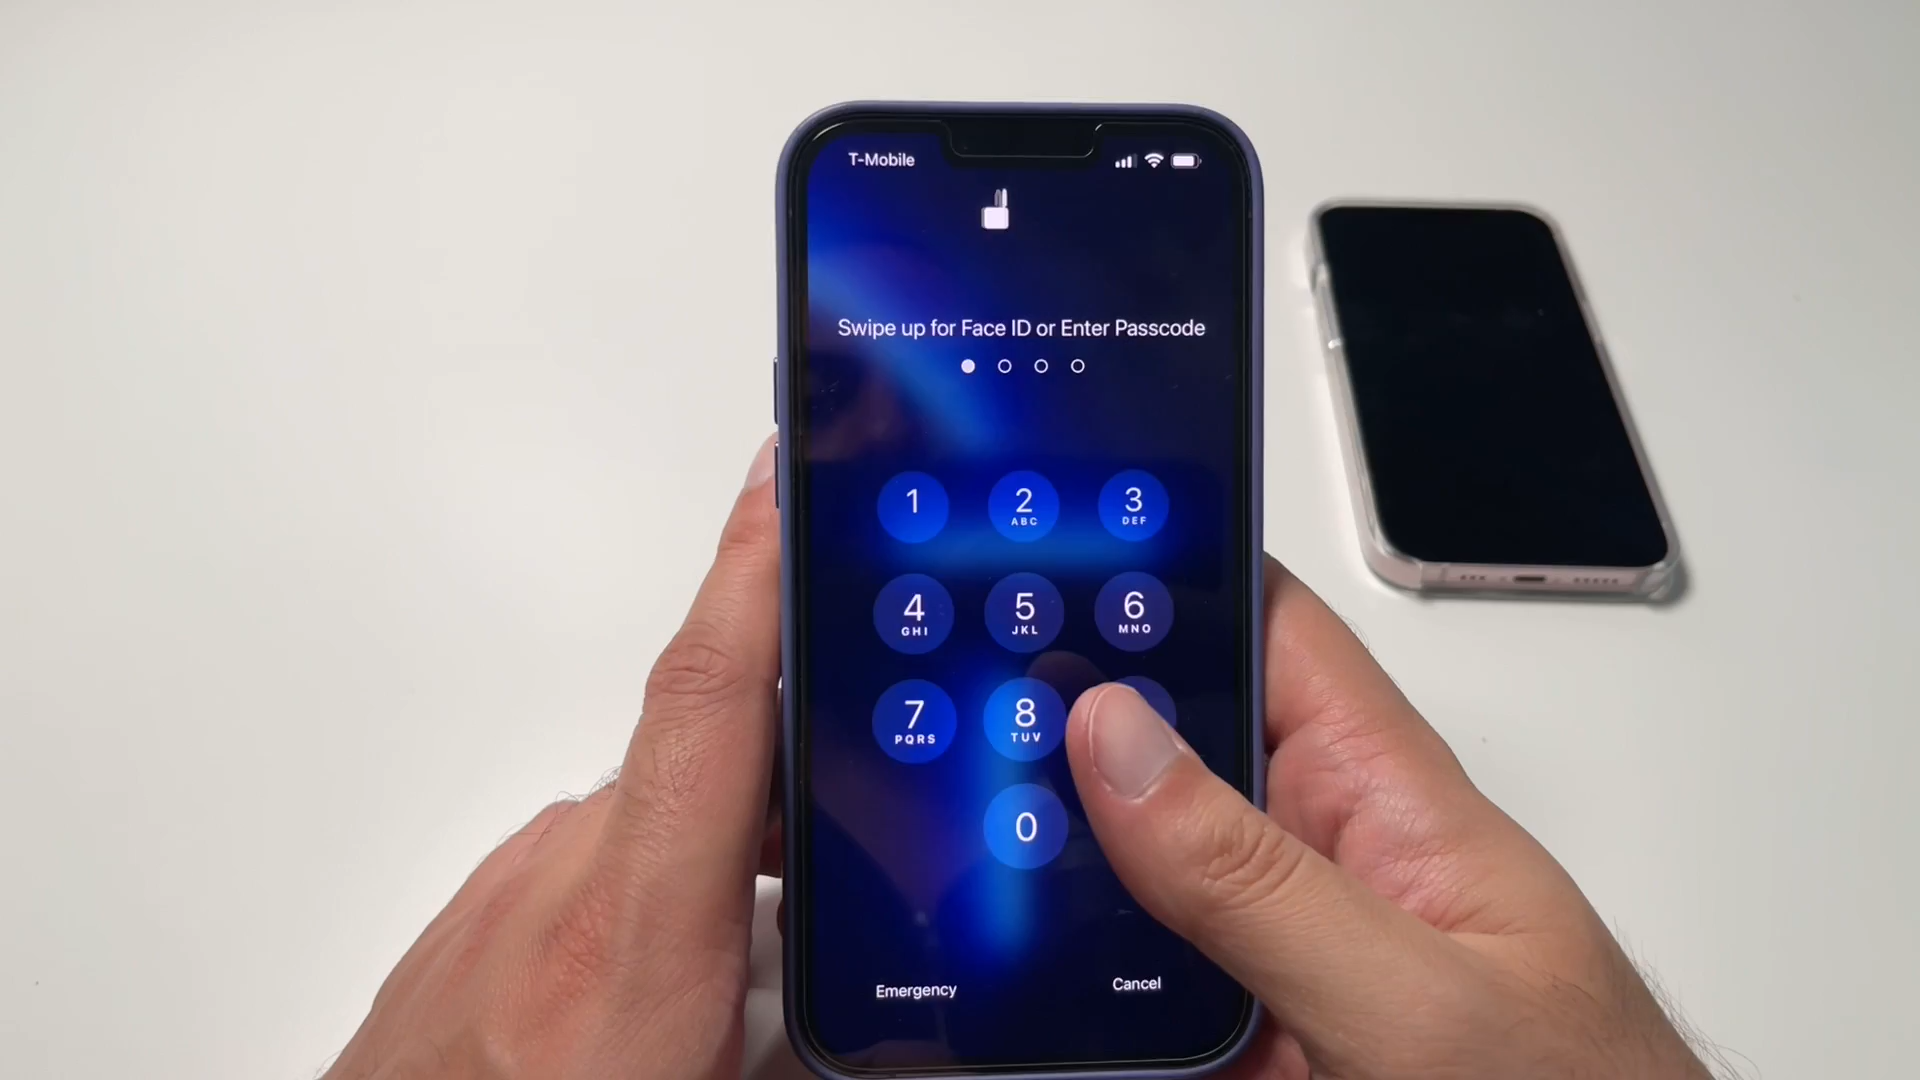 T-Mobile
Swipe up for Face ID or Enter Passcode
1 2 3
ABC DEF
4 5 6
GHI JKL MNO
7 8
PQRS TUV
0
Emergency Cancel